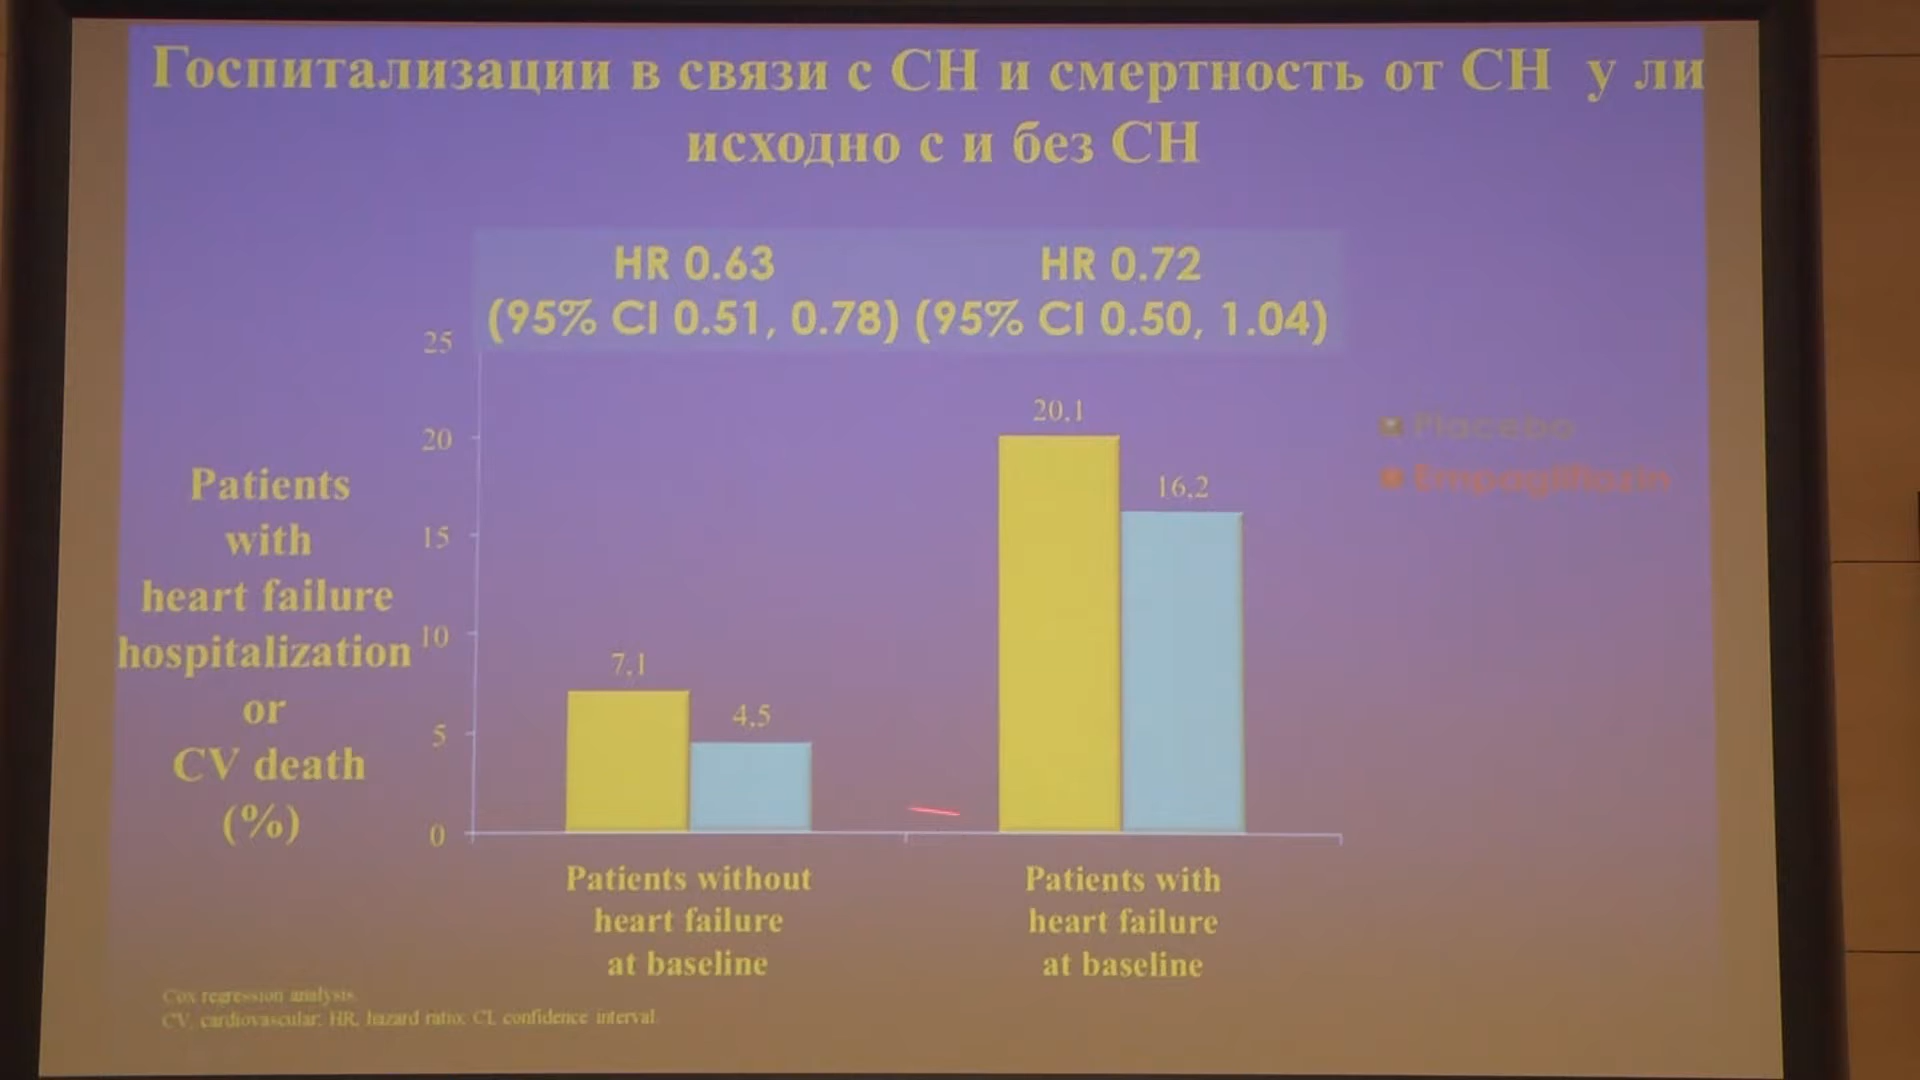 Госпитализации в связи с СН и смертность от СН у ли
исходно с и без СН
HR 0.63
(95% CI 0.51, 0.78)
HR 0.72
(95% CI 0.50, 1.04)
25
20
15
10
5
0
Patients
with
heart failure
hospitalization
or
CV death
(%)
7,1
4,5
20,1
16,2
Placebo
Empagliflozin
Patients without
heart failure
at baseline
Patients with
heart failure
at baseline
Cox regression analysis.
CV, cardiovascular; HR, hazard ratio; CI, confidence interval.